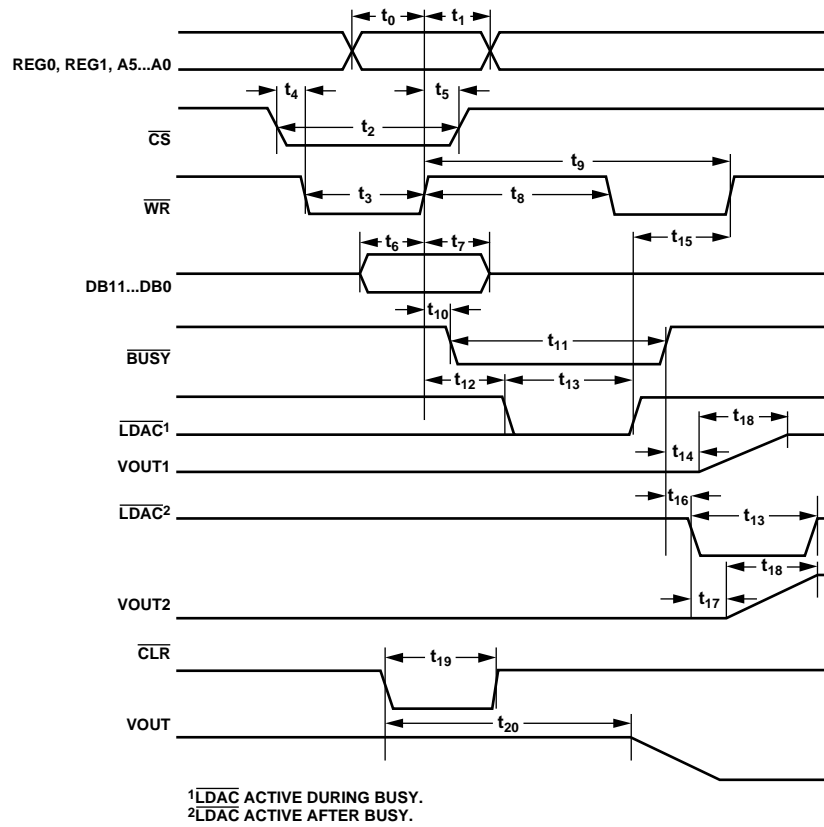 t0 t1
REG0, REG1, A5...A0
t4 t5
t2
CS
t9
t3 t8
WR
t15
t6 t7
DB11...DB0
t10
t11
BUSY
t12 t13
LDAC1
t18
t14
VOUT1
t16
LDAC2
t13
t18
t17
VOUT2
CLR
t19
t20
VOUT
1LDAC ACTIVE DURING BUSY.
2LDAC ACTIVE AFTER BUSY.